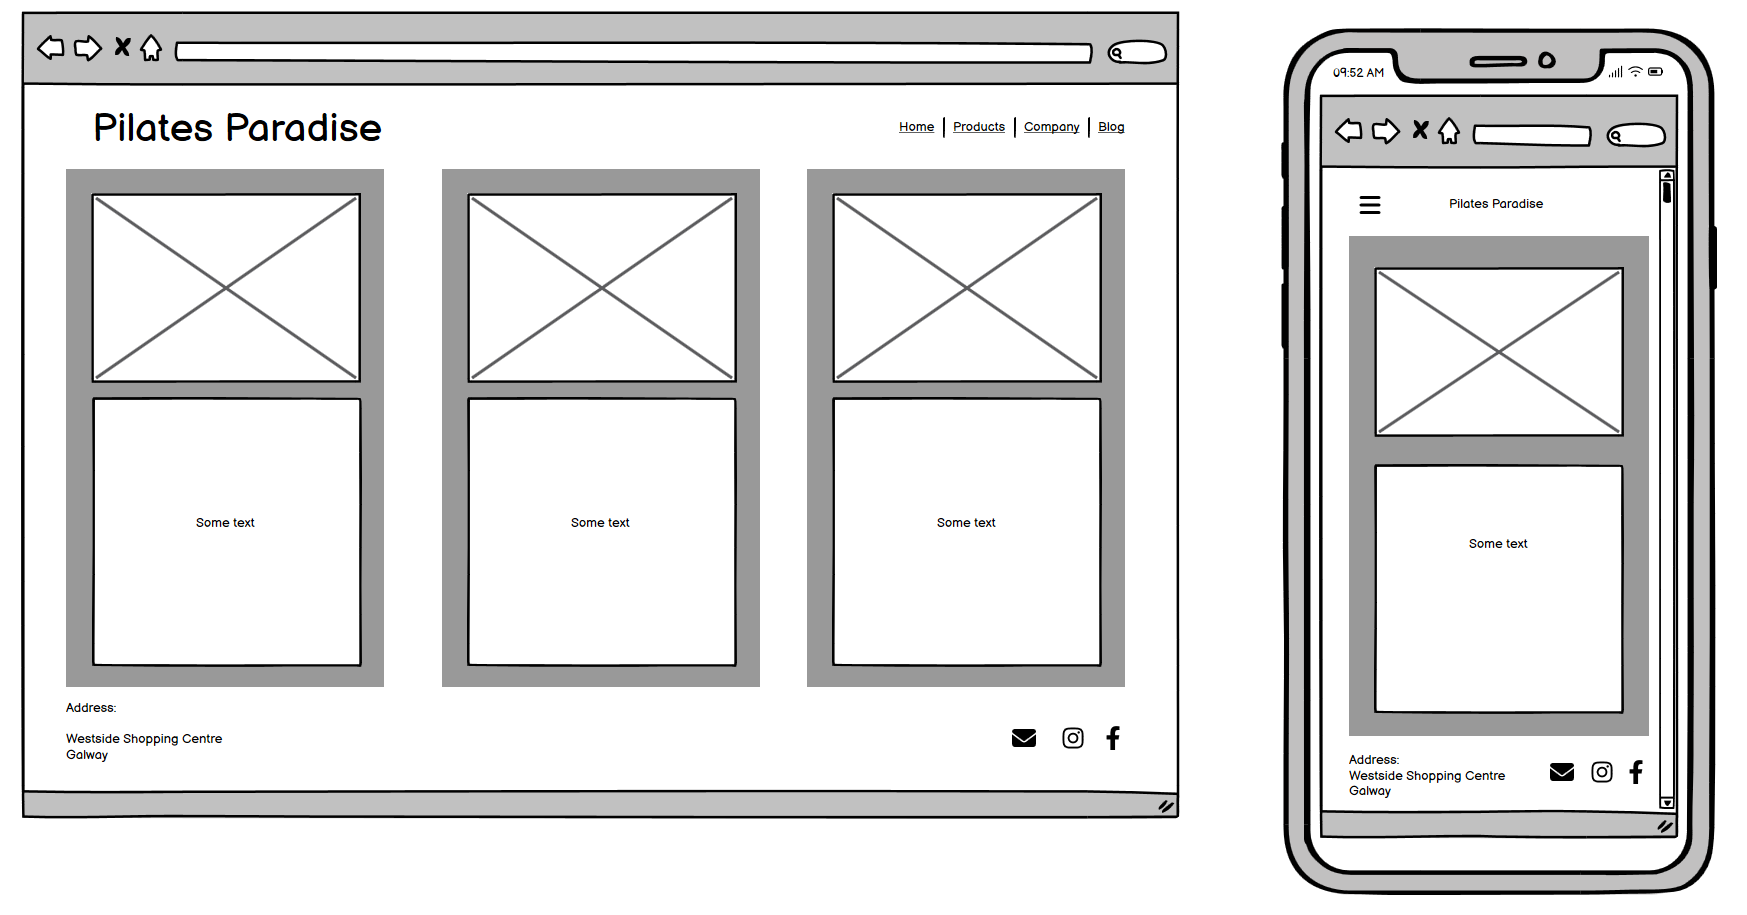 Pilates Paradise
Home Products Company Blog
Some text
Some text
Some text
Address:
Westside Shopping Centre
Galway
09:52 AM
Pilates Paradise
Some text
Address:
Westside Shopping Centre
Galway